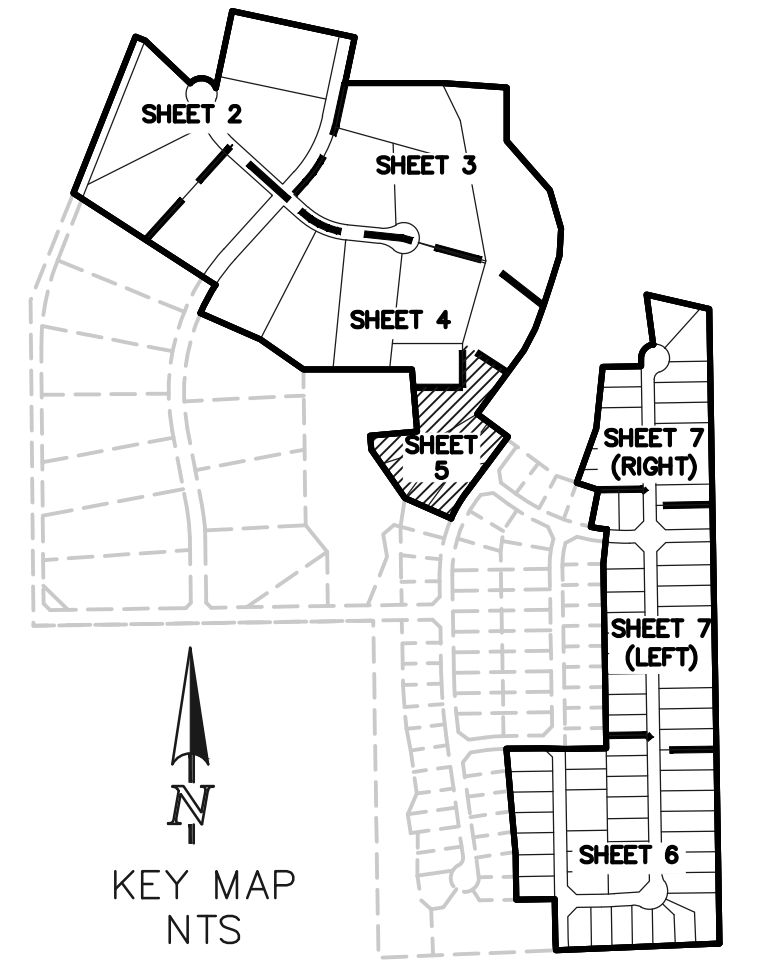 SHEET 2
SHEET 3
SHEET 4
SHEET
5
SHEET 7
(RIGHT)
SHEET 7
(LEFT)
SHEET 6
N
KEY MAP
NTS